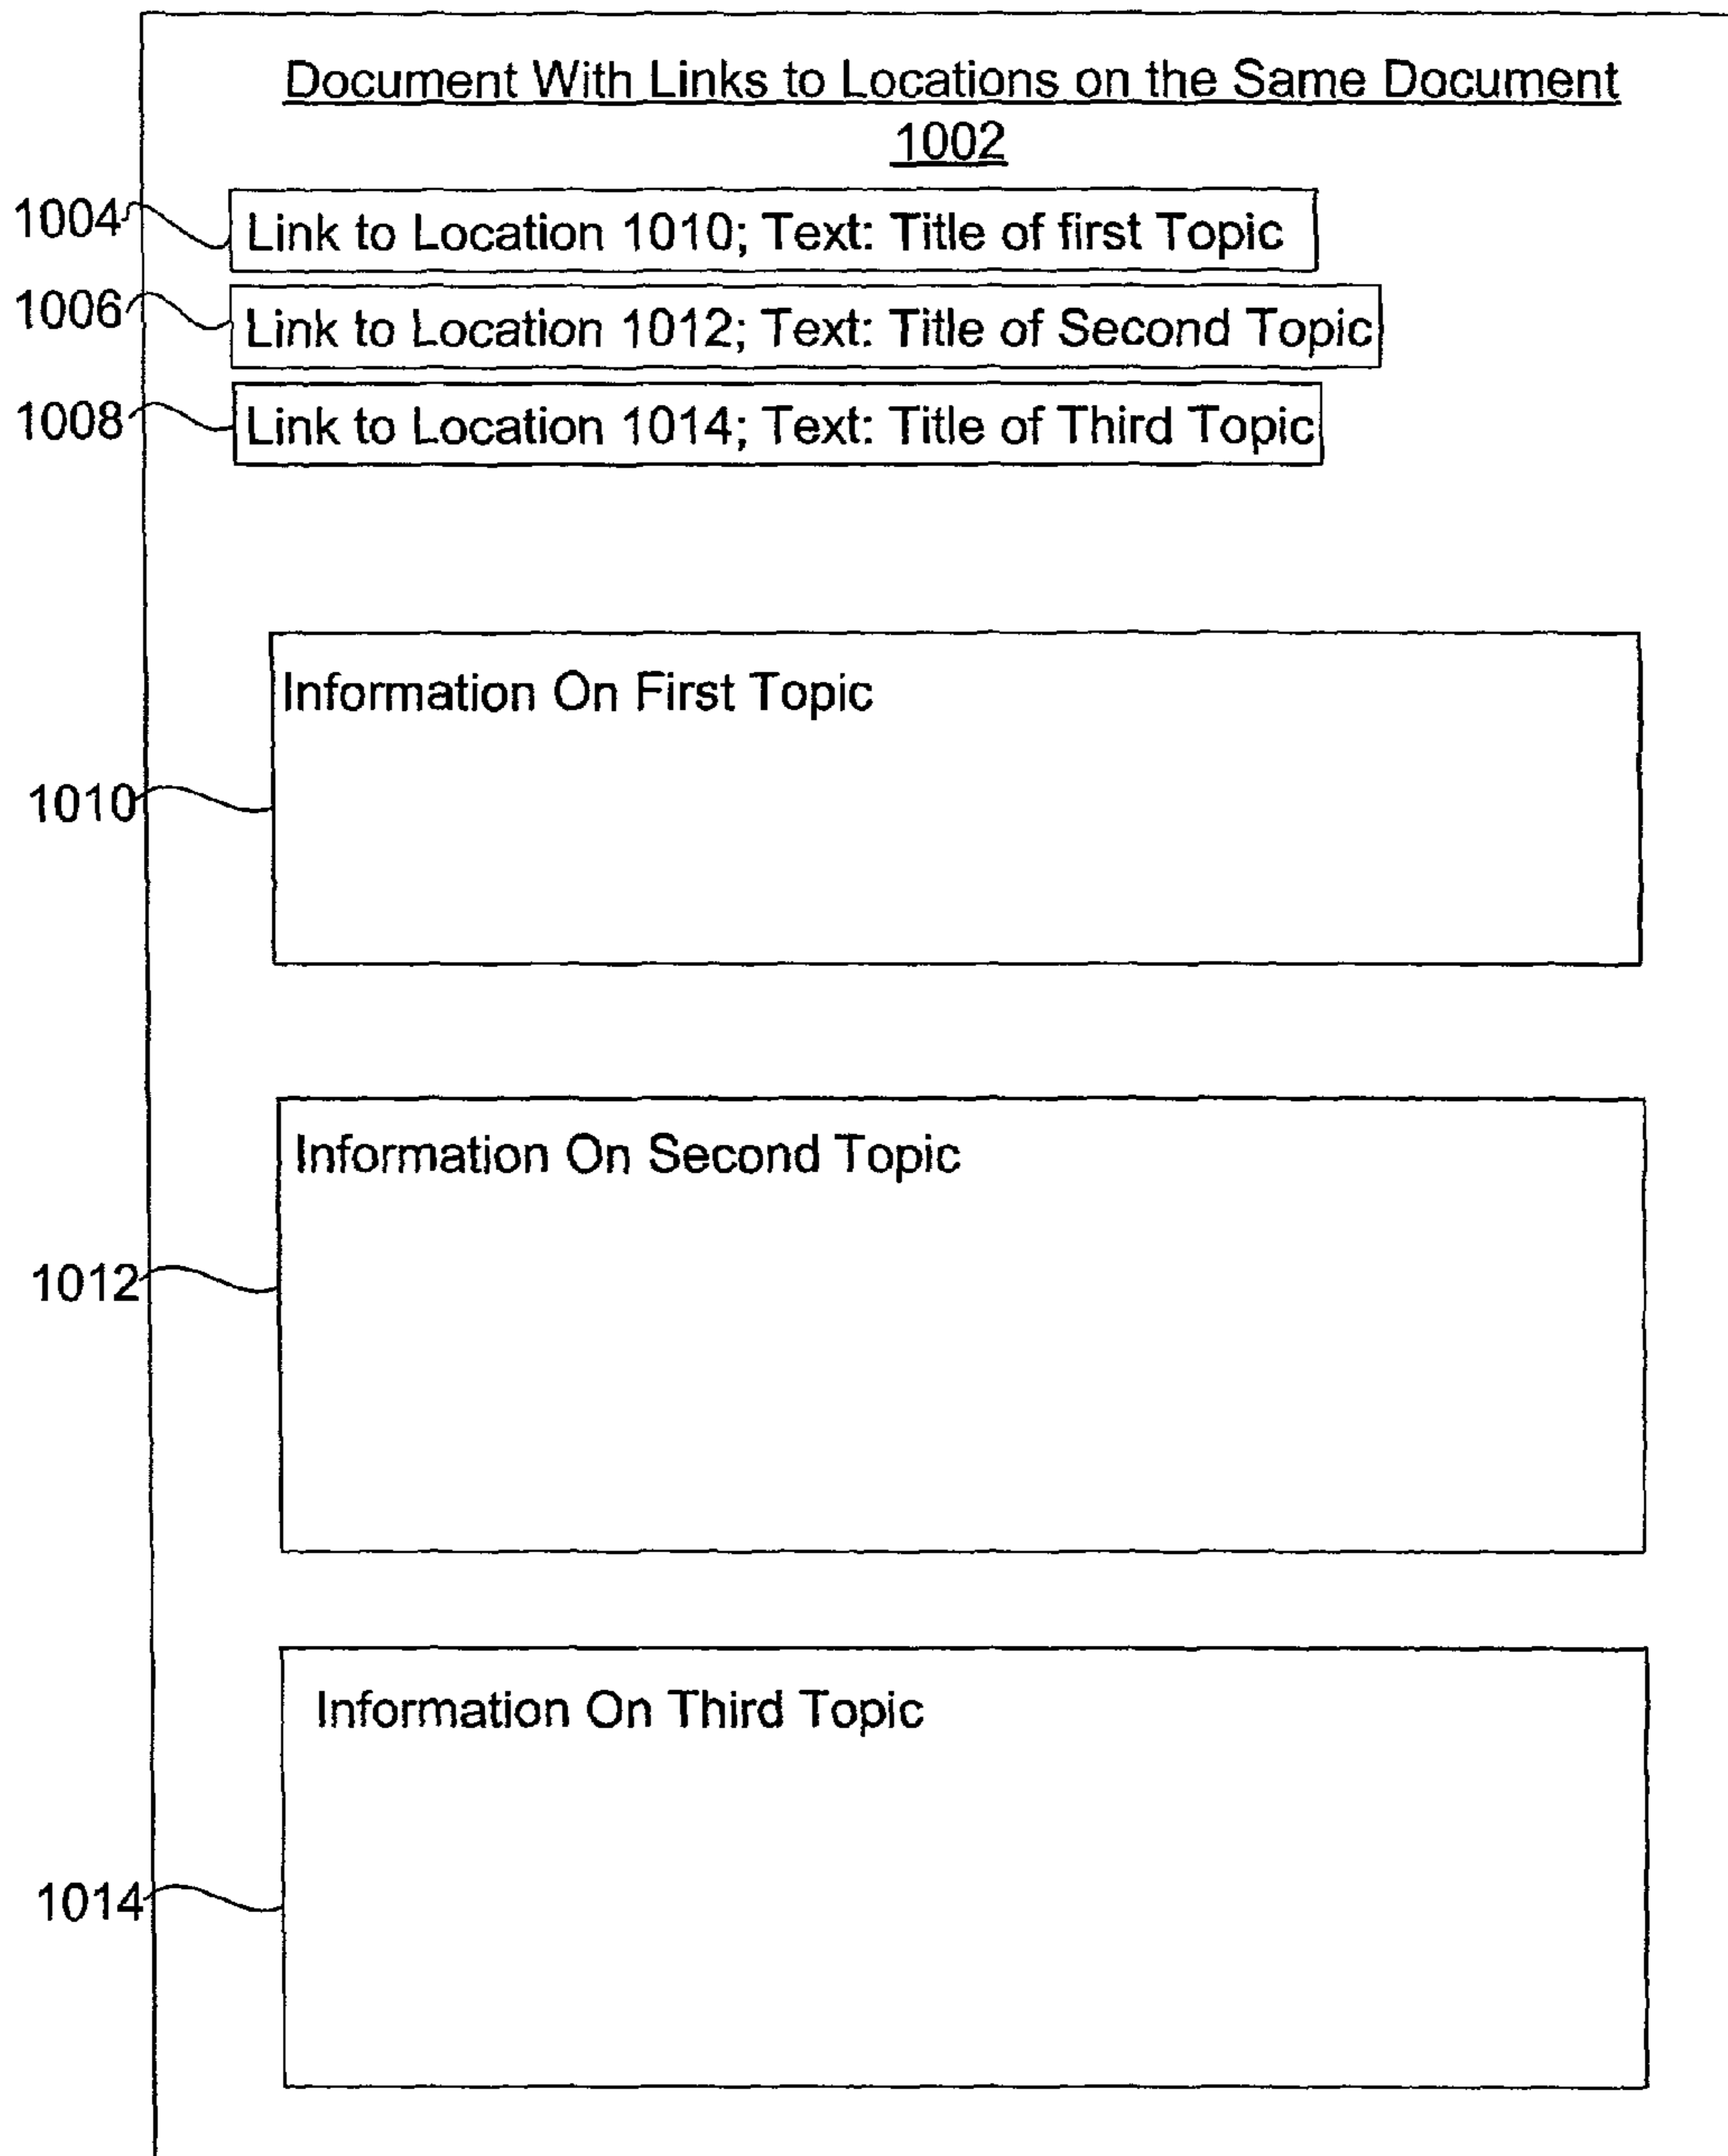 Document With Links to Locations on the Same Document
1002
1004 Link to Location 1010; Text: Title of first Topic
1006 Link to Location 1012; Text: Title of Second Topic
1008 Link to Location 1014; Text: Title of Third Topic
Information On First Topic
1010
Information On Second Topic
1012
Information On Third Topic
1014